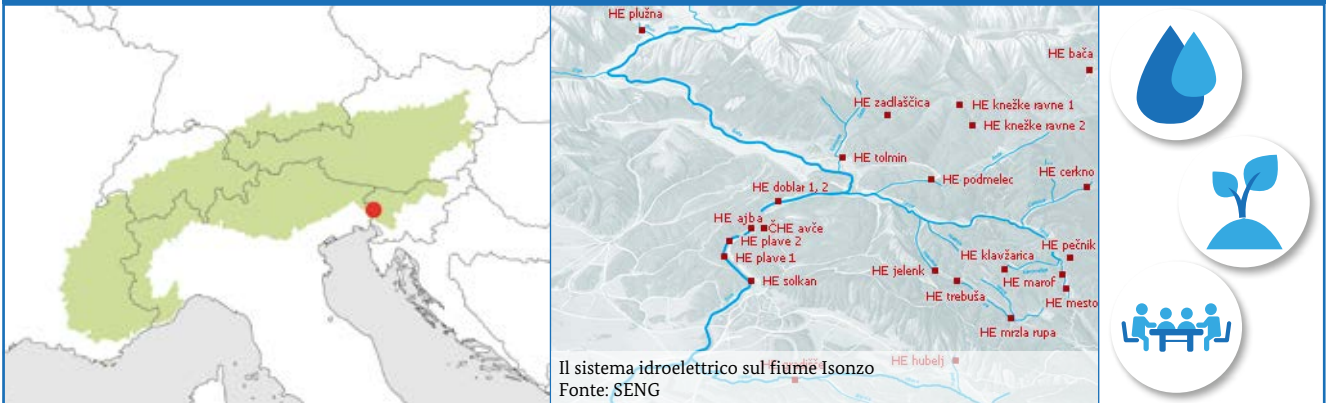 HE plužna
HE bača
HE zadlaščica
HE knežke ravne 1
HE knežke ravne 2
HE tolmin
HE podmelec
HE cerkno
HE doblar 1, 2
HE ajba
ČHE avče
HE plave 2
HE plave 1
HE solkan
HE jelenk
HE trebuša
HE klavžarica
HE pečnik
HE marof
HE mesto
HE mrzla rupa
HE hubelj
Il sistema idroelettrico sul fiume Isonzo
Fonte: SENG